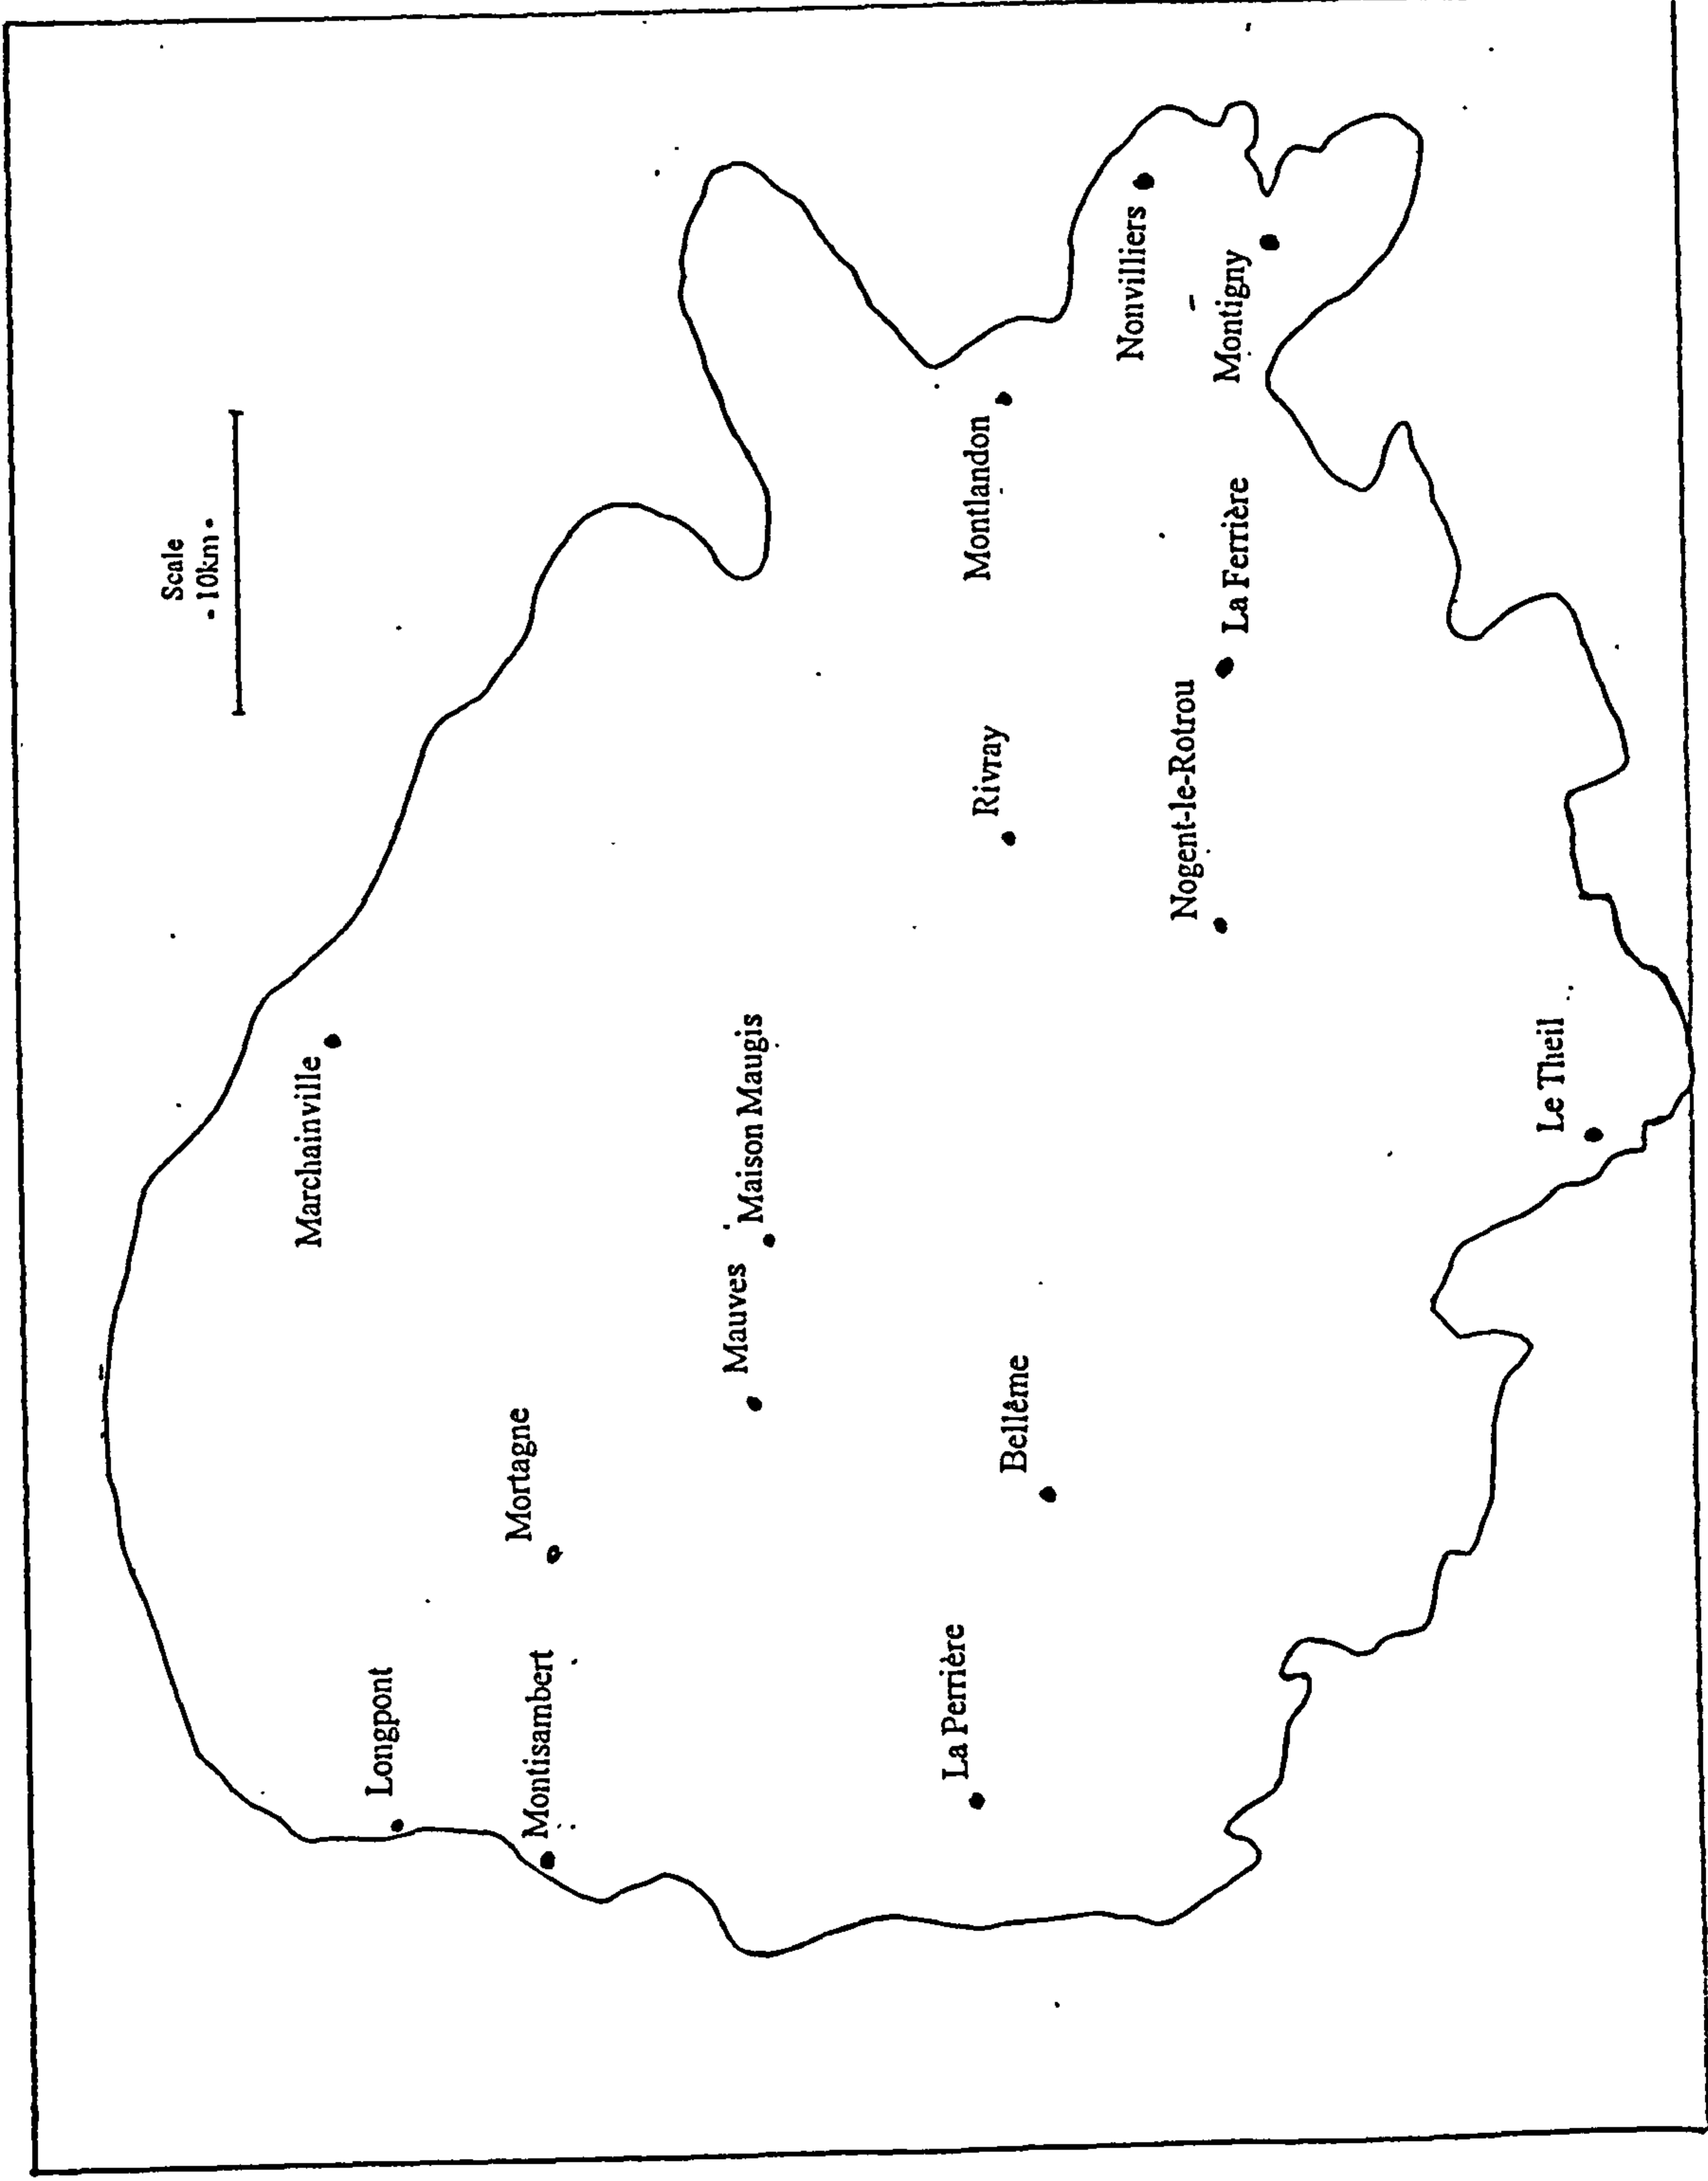 Scale
10km
Longpont
Marchainville
Montisambert
Mortagne
Mauves
Maison Maugis
La Perrière
Bellême
Rivray
Montlandon
Nonvilliers
Nogent-le-Rotrou
La Ferrière
Montigny
Le Theil